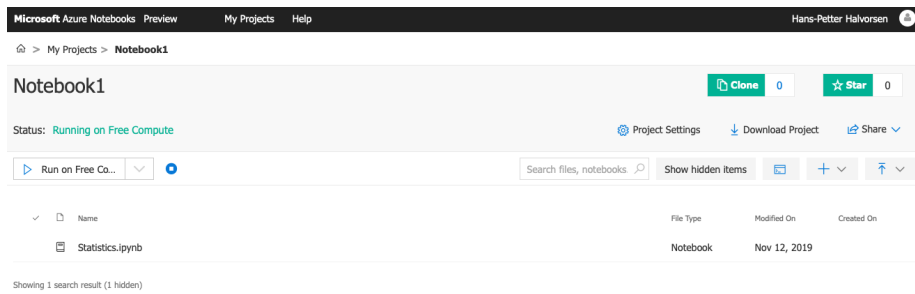 Microsoft Azure Notebooks Preview My Projects Help Hans-Petter Halvorsen
> My Projects > Notebook1
Notebook1 Clone 0 Star 0
Status: Running on Free Compute Project Settings Download Project Share
Run on Free Co... Search files, notebooks Show hidden items
Name File Type Modified On Created On
Statistics.ipynb Notebook Nov 12, 2019
Showing 1 search result (1 hidden)